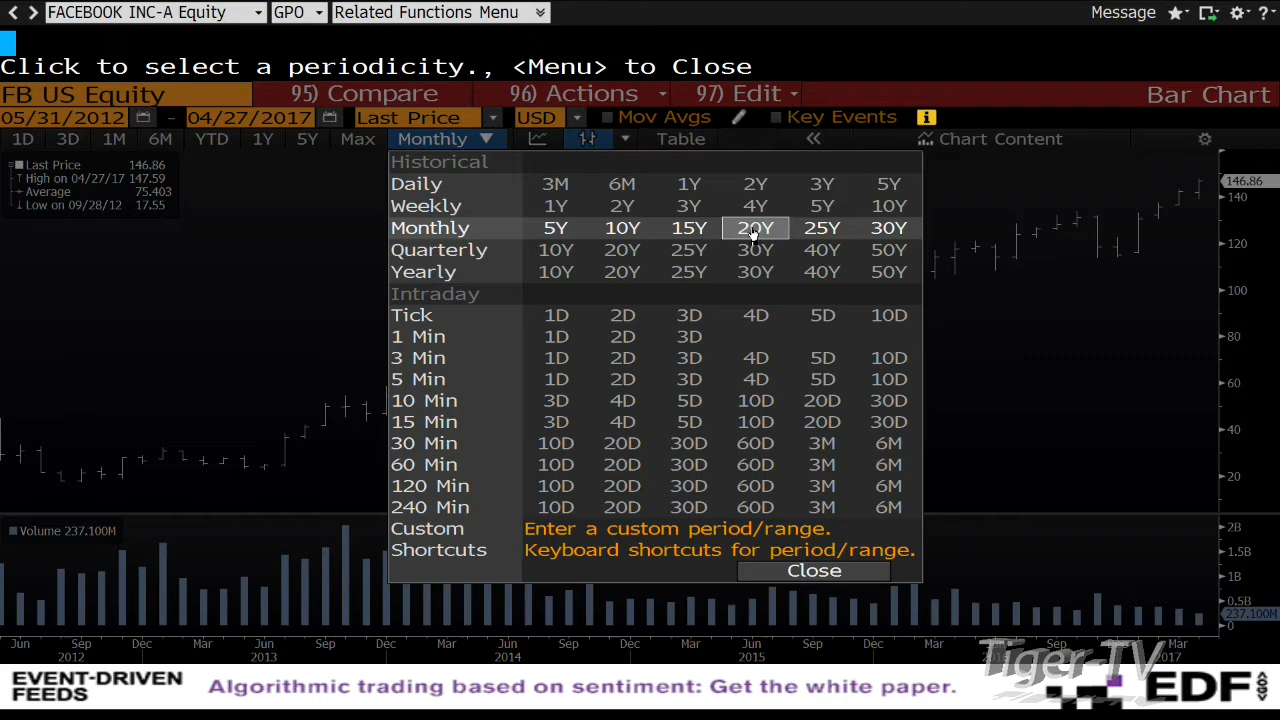 FACEBOOK INC-A Equity GPO Related Functions Menu Message ?
Click to select a periodicity., <Menu> to Close
FB US Equity 95) Compare 96) Actions 97) Edit Bar Chart
05/31/2012 - 04/27/2017 Last Price USD Mov Avgs Key Events i
1D 3D 1M 6M YTD 1Y 5Y Max Monthly ▼ Table « Chart Content
Last Price 146.86
High on 04/27/17 147.59
Average 75.403
Low on 09/28/12 17.55
Historical
Daily 3M 6M 1Y 2Y 3Y 5Y
Weekly 1Y 2Y 3Y 4Y 5Y 10Y
Monthly 5Y 10Y 15Y 20Y 25Y 30Y
Quarterly 10Y 20Y 25Y 30Y 40Y 50Y
Yearly 10Y 20Y 25Y 30Y 40Y 50Y
Intraday
Tick 1D 2D 3D 4D 5D 10D
1 Min 1D 2D 3D
3 Min 1D 2D 3D 4D 5D 10D
5 Min 1D 2D 3D 4D 5D 10D
10 Min 3D 4D 5D 10D 20D 30D
15 Min 3D 4D 5D 10D 20D 30D
30 Min 10D 20D 30D 60D 3M 6M
60 Min 10D 20D 30D 60D 3M 6M
120 Min 10D 20D 30D 60D 3M 6M
240 Min 10D 20D 30D 60D 3M 6M
Custom Enter a custom period/range.
Shortcuts Keyboard shortcuts for period/range.
Close
146.86
140
120
100
80
60
40
20
Volume 237.100M
2B
1.5B
1B
0.5B
237.100M
0
Jun Sep Dec Mar Jun Sep Dec Mar Jun Sep Dec Mar Jun Sep Dec Mar Sep Mar
2012 2013 2014 2015 2017
Tiger-TV
EVENT-DRIVEN
FEEDS
Algorithmic trading based on sentiment: Get the white paper.
EDF